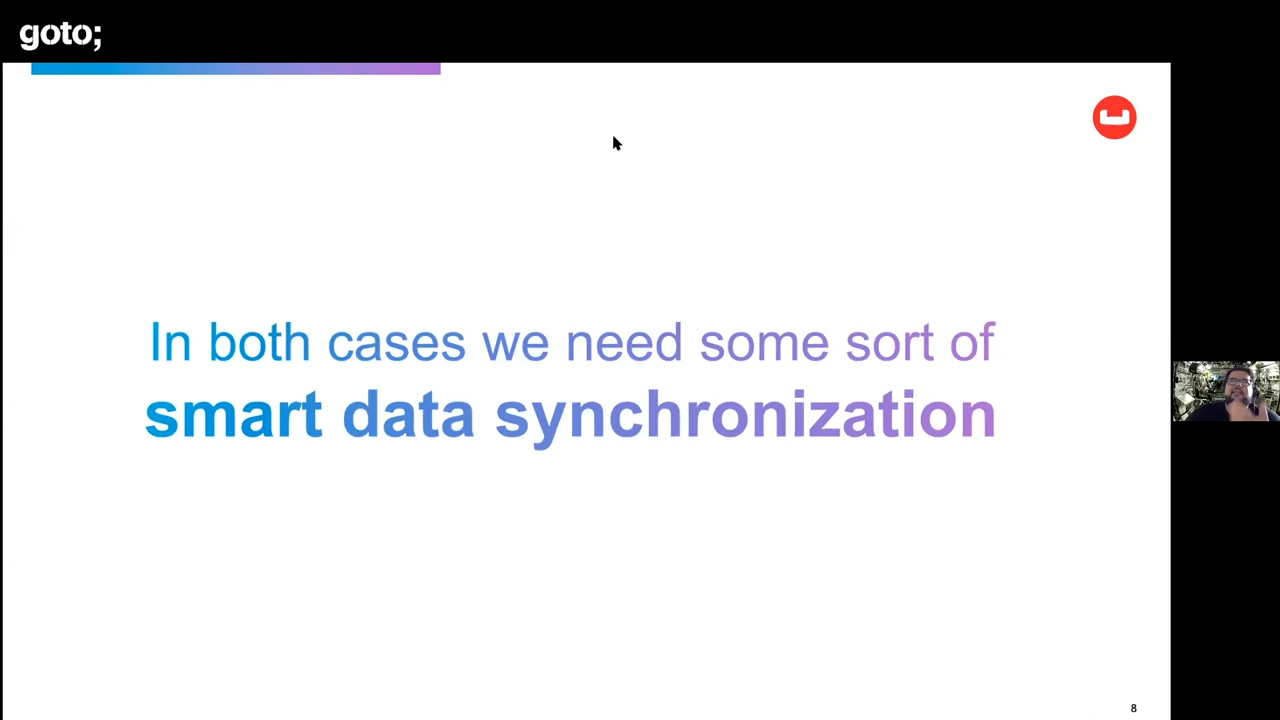 goto;
In both cases we need some sort of
smart data synchronization
8